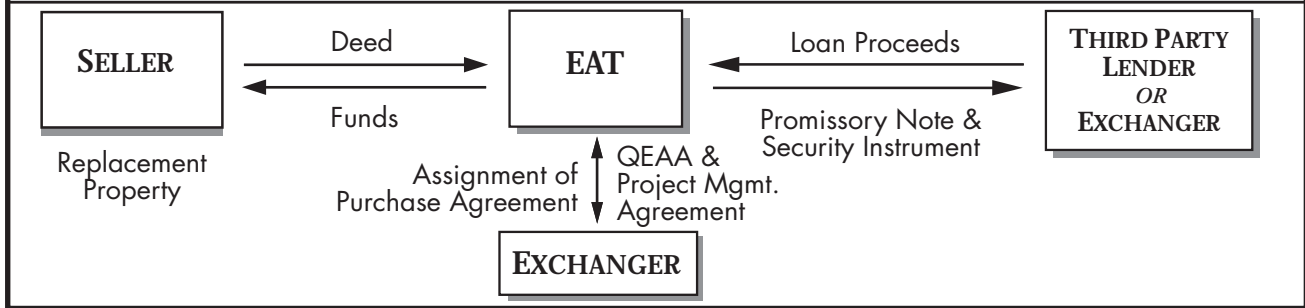 SELLER
Replacement
Property
Deed
Funds
EAT
Loan Proceeds
Promissory Note &
Security Instrument
THIRD PARTY
LENDER
OR
EXCHANGER
Assignment of
Purchase Agreement
QEAA &
Project Mgmt.
Agreement
EXCHANGER